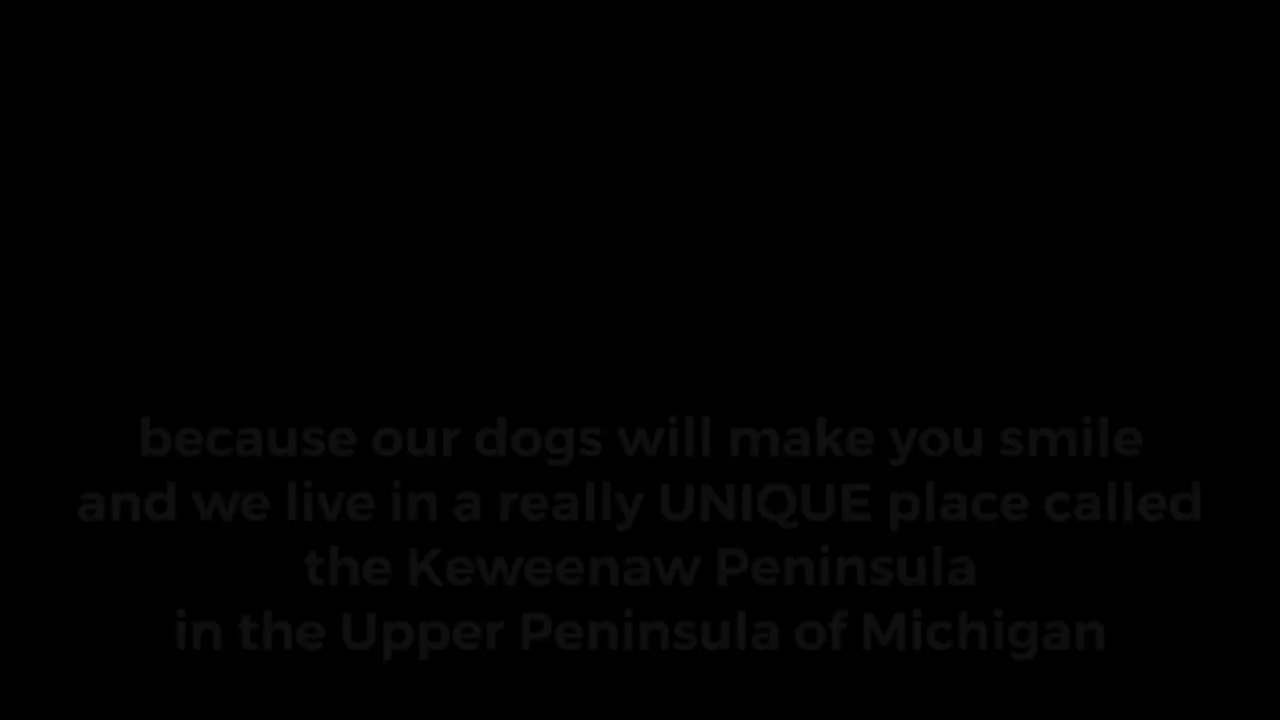 because our dogs will make you smile
and we live in a really UNIQUE place called
the Keweenaw Peninsula
in the Upper Peninsula of Michigan